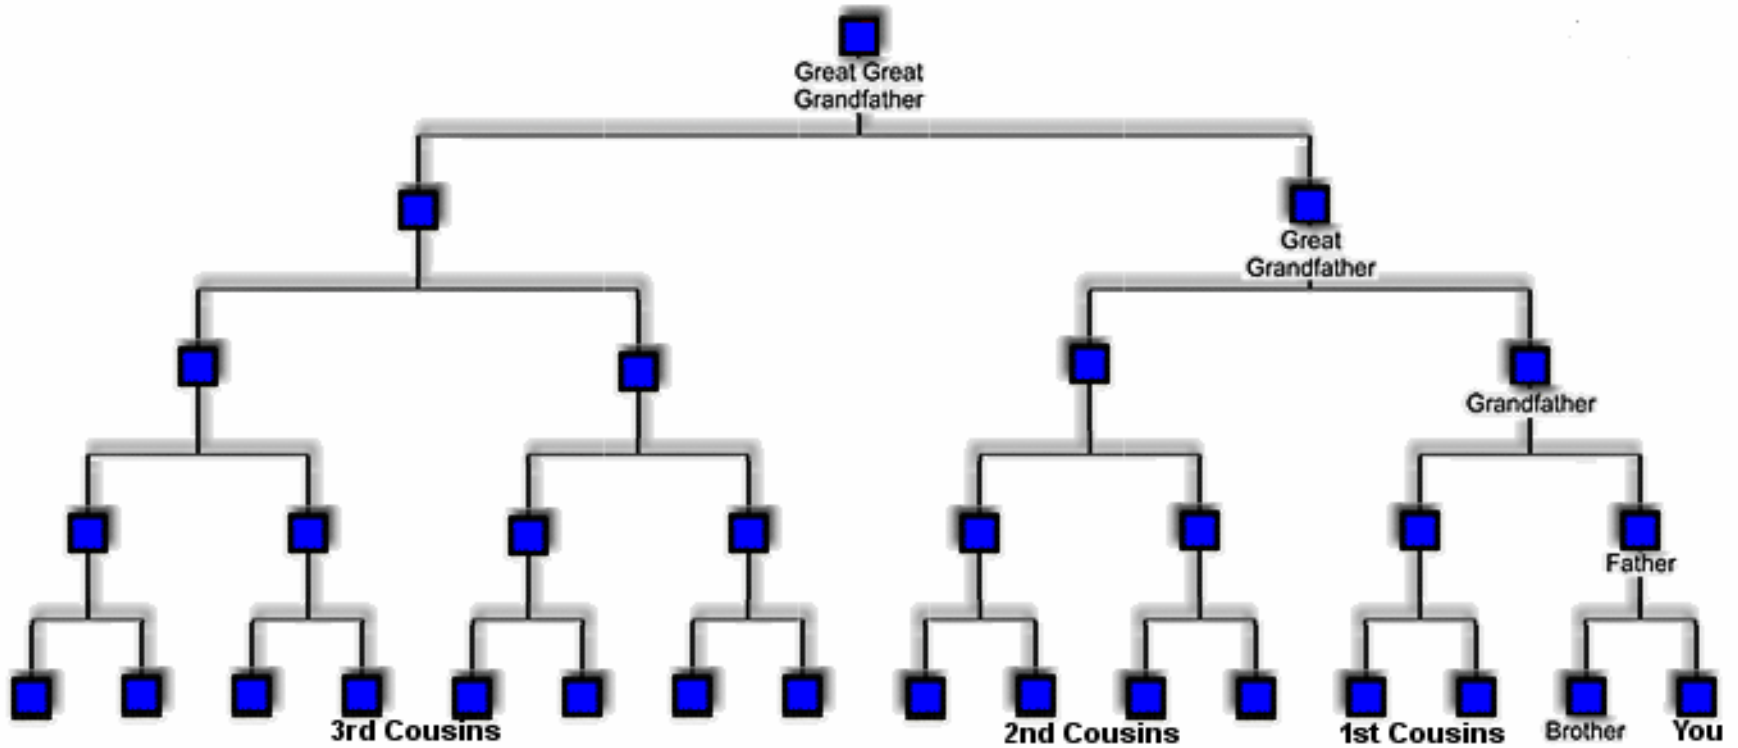 Great Great
Grandfather
Great
Grandfather
Grandfather
Father
3rd Cousins
2nd Cousins
1st Cousins
Brother
You